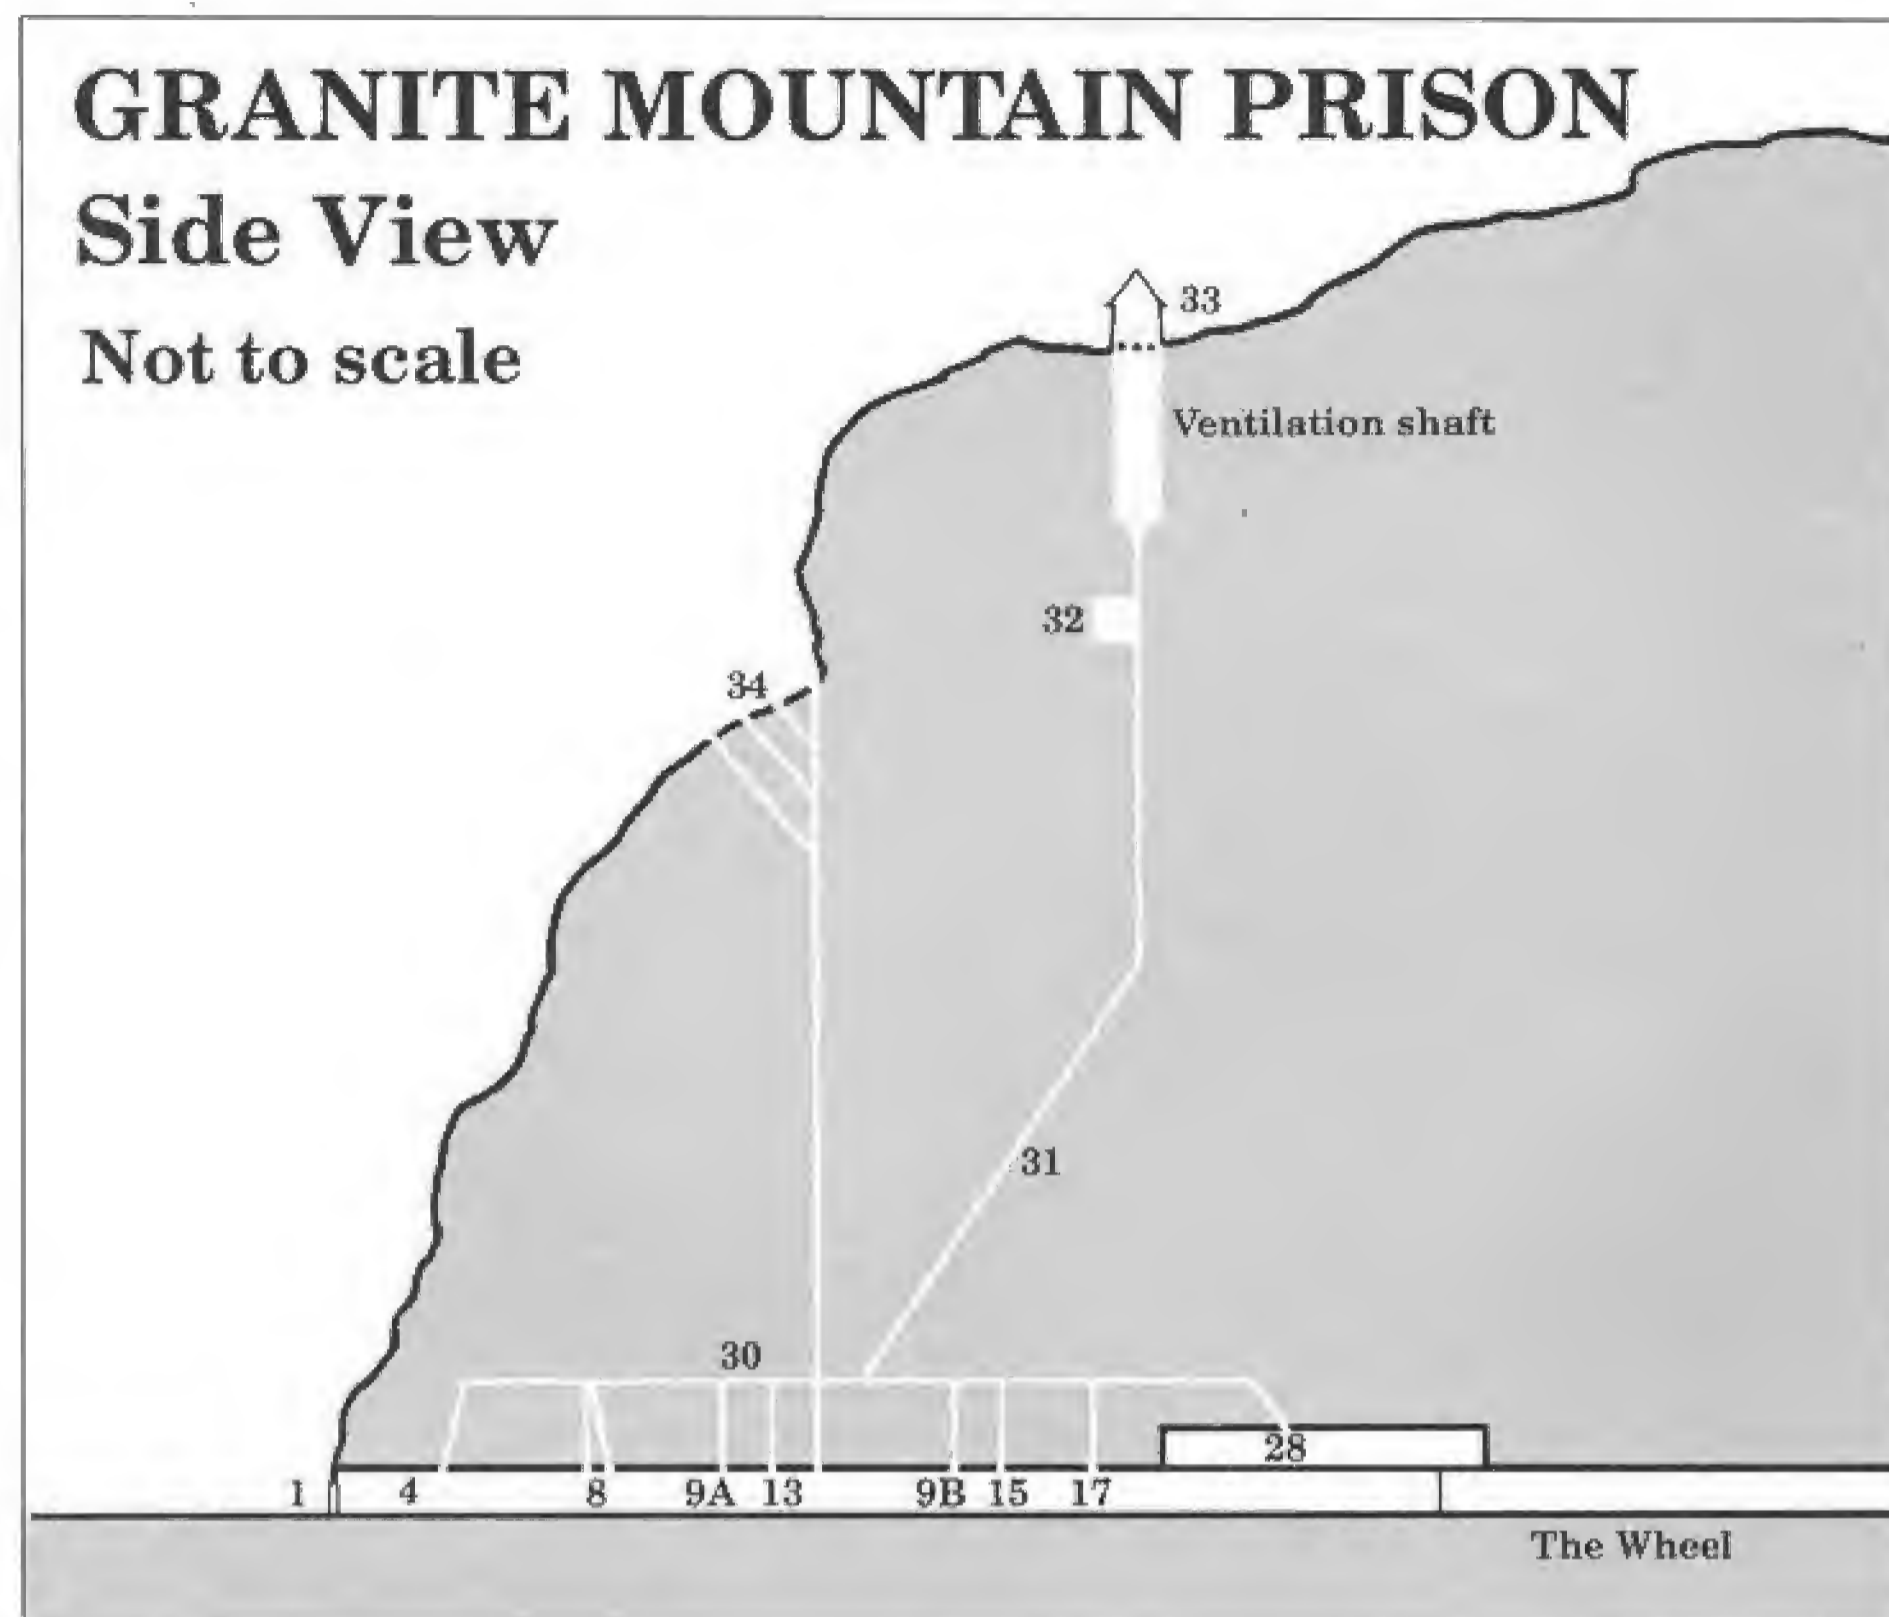 GRANITE MOUNTAIN PRISON
Side View
Not to scale
33
Ventilation shaft
32
34
31
30
28
1 4 8 9A 13 9B 15 17
The Wheel